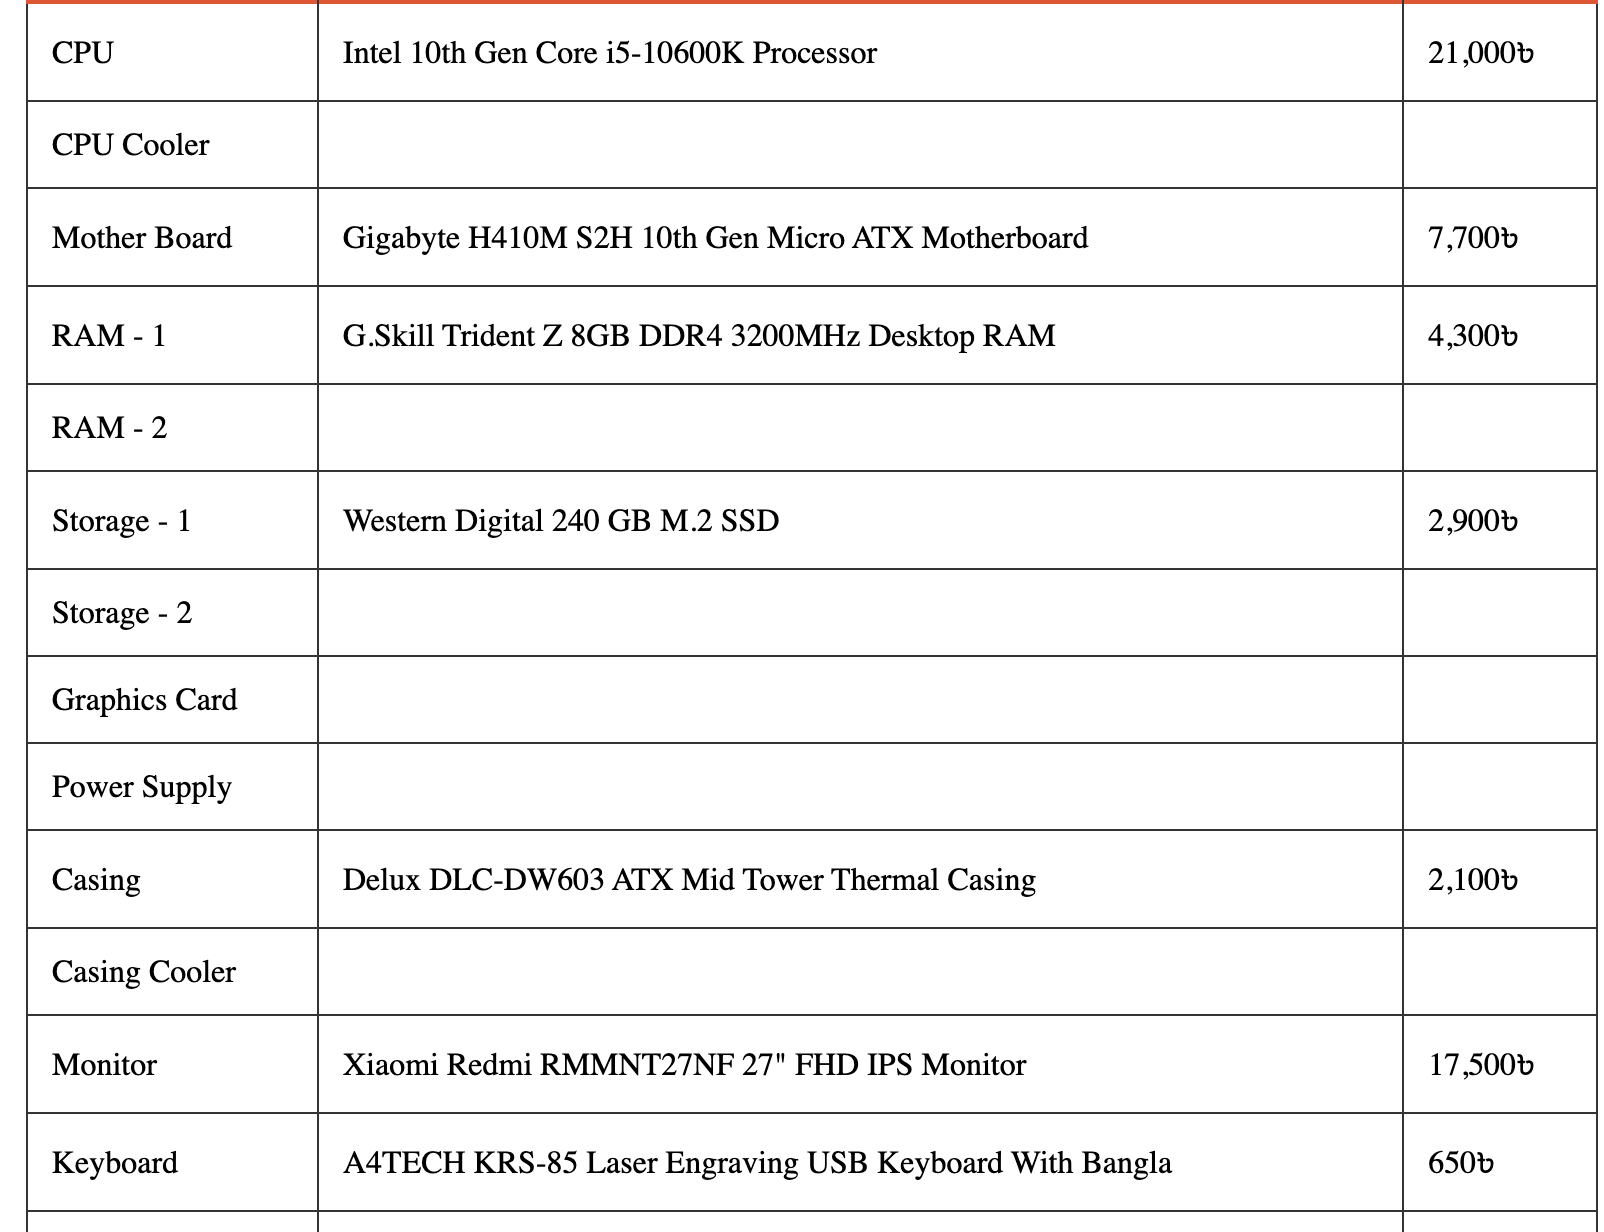 CPU Intel 10th Gen Core i5-10600K Processor 21,000৳
CPU Cooler
Mother Board Gigabyte H410M S2H 10th Gen Micro ATX Motherboard 7,700৳
RAM - 1 G.Skill Trident Z 8GB DDR4 3200MHz Desktop RAM 4,300৳
RAM - 2
Storage - 1 Western Digital 240 GB M.2 SSD 2,900৳
Storage - 2
Graphics Card
Power Supply
Casing Delux DLC-DW603 ATX Mid Tower Thermal Casing 2,100৳
Casing Cooler
Monitor Xiaomi Redmi RMMNT27NF 27" FHD IPS Monitor 17,500৳
Keyboard A4TECH KRS-85 Laser Engraving USB Keyboard With Bangla 650৳